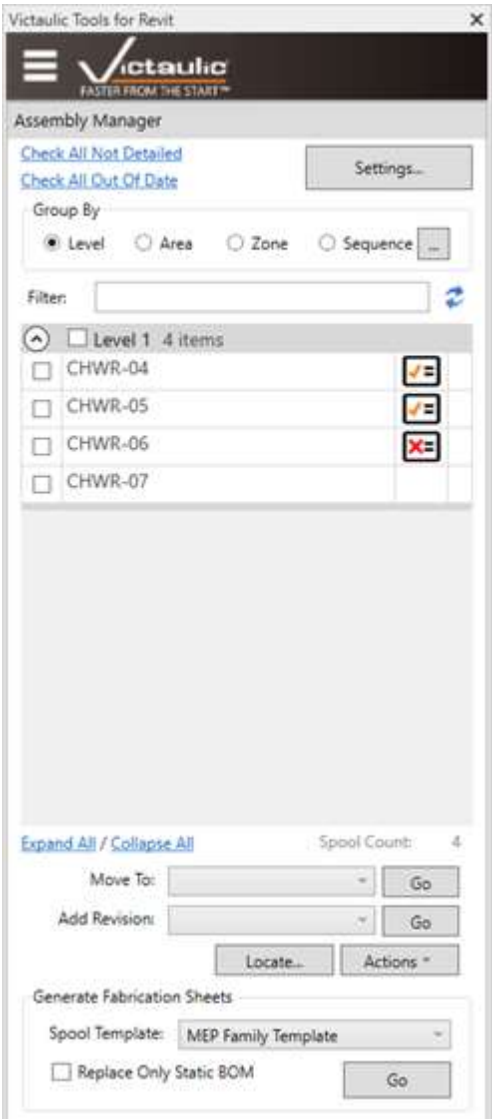 Victaulic Tools for Revit
Victaulic
FASTER FROM THE START™
Assembly Manager
Check All Not Detailed
Settings...
Check All Out Of Date
Group By
Level Area Zone Sequence ...
Filter:
Level 1 4 items
CHWR-04
CHWR-05
CHWR-06
CHWR-07
Expand All / Collapse All Spool Count: 4
Move To: Go
Add Revision: Go
Locate... Actions
Generate Fabrication Sheets
Spool Template: MEP Family Template
Replace Only Static BOM Go